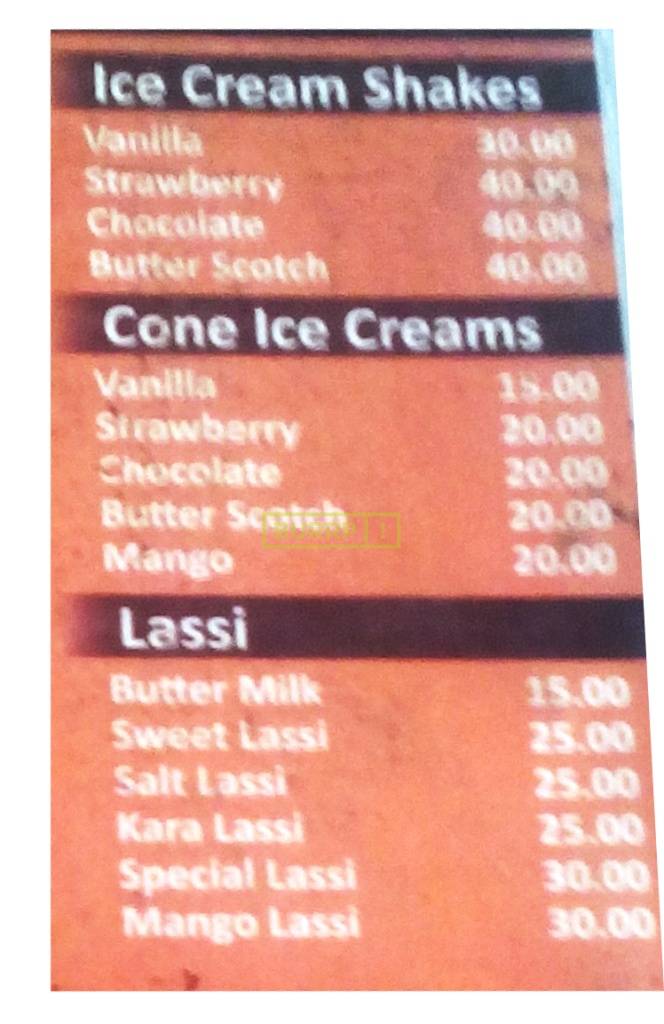 Ice Cream Shakes
Vanilla 30.00
Strawberry 40.00
Chocolate 40.00
Butter Scotch 40.00
Cone Ice Creams
Vanilla 15.00
Strawberry 20.00
Chocolate 20.00
Butter Scotch 20.00
Mango 20.00
Lassi
Butter Milk 15.00
Sweet Lassi 25.00
Salt Lassi 25.00
Kara Lassi 25.00
Special Lassi 30.00
Mango Lassi 30.00